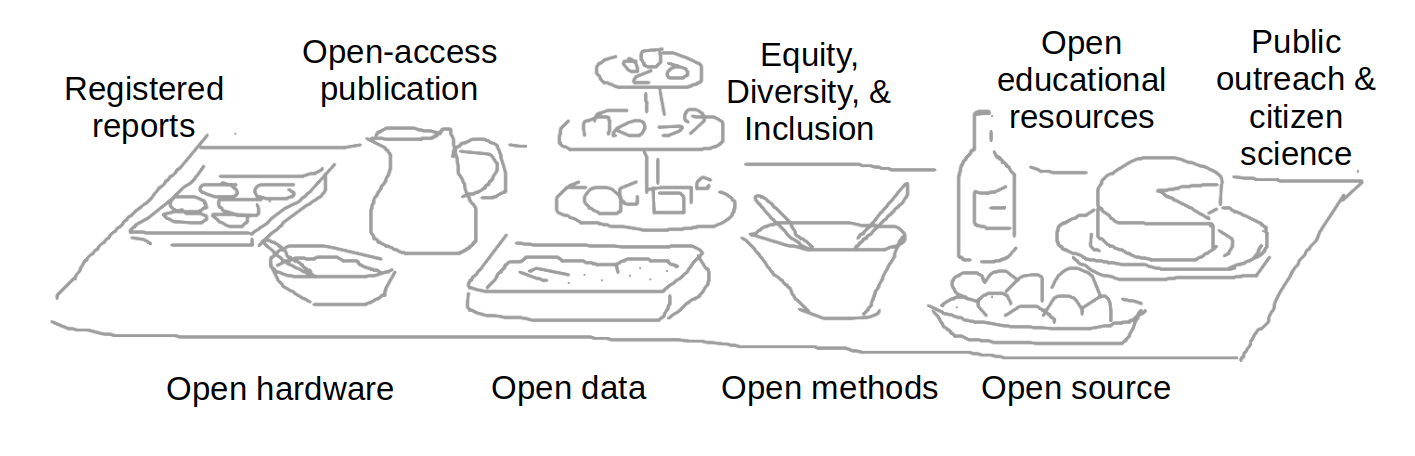 Registered
reports
Open-access
publication
Equity,
Diversity, &
Inclusion
Open
educational
resources
Public
outreach &
citizen
science
Open hardware
Open data
Open methods
Open source